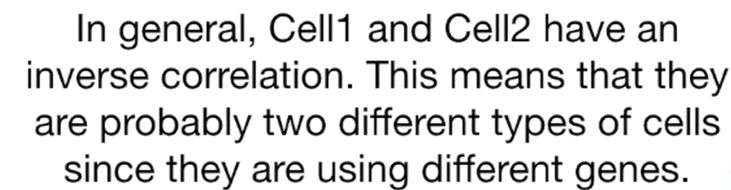 In general, Cell1 and Cell2 have an
inverse correlation. This means that they
are probably two different types of cells
since they are using different genes.